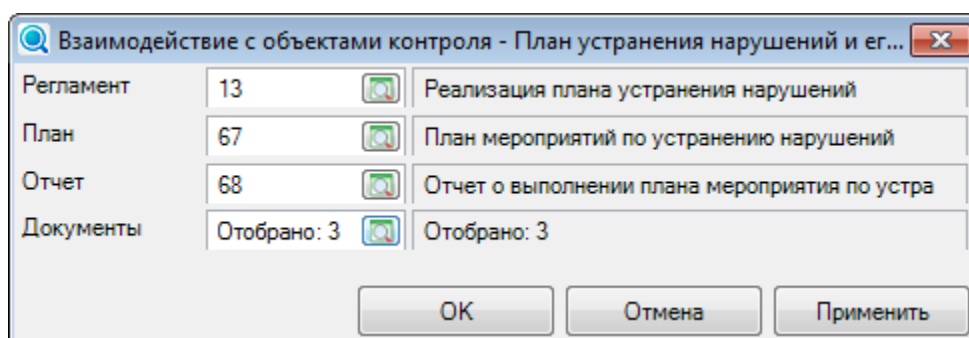 Взаимодействие с объектами контроля - План устранения нарушений и ег...
Регламент 13 Реализация плана устранения нарушений
План 67 План мероприятий по устранению нарушений
Отчет 68 Отчет о выполнении плана мероприятия по устра
Документы Отобрано: 3 Отобрано: 3
ОК Отмена Применить